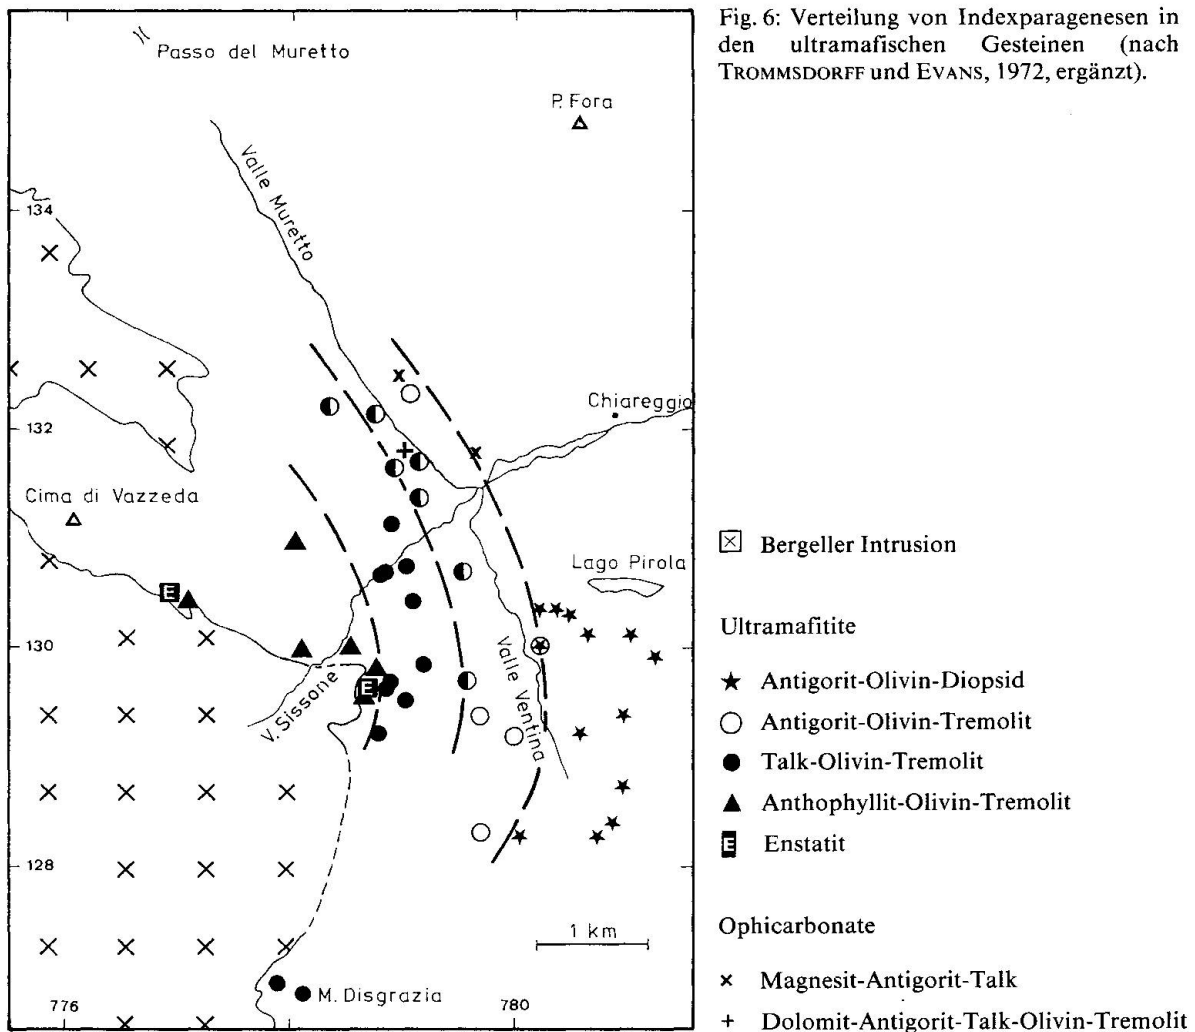 Fig. 6: Verteilung von Indexparagenesen in
den ultramafischen Gesteinen (nach
TROMMSDORFF und EVANS, 1972, ergänzt).
Passo del Muretto
P. Fora
Valle Muretto
134
Chiareggio
132
Cima di Vazzeda
Lago Pirola
130
V. Sissone
Valle Ventina
128
1 km
M. Disgrazia
776
780
Bergeller Intrusion
Ultramafitite
Antigorit-Olivin-Diopsid
Antigorit-Olivin-Tremolit
Talk-Olivin-Tremolit
Anthophyllit-Olivin-Tremolit
E Enstatit
Ophicarbonate
Magnesit-Antigorit-Talk
Dolomit-Antigorit-Talk-Olivin-Tremolit
E
E